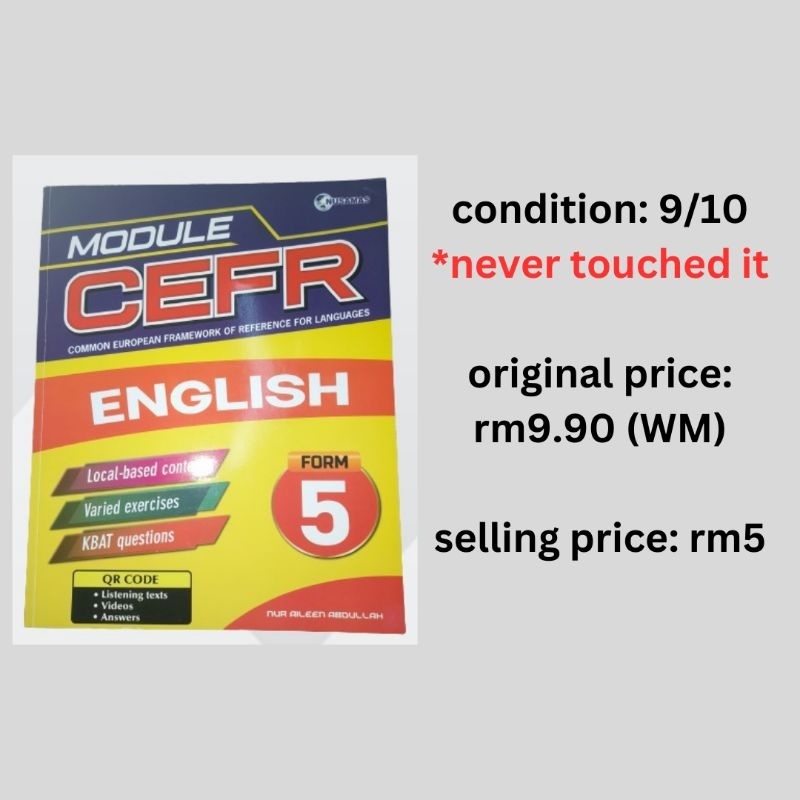 NUSAMAS
MODULE
CEFR
COMMON EUROPEAN FRAMEWORK OF REFERENCE FOR LANGUAGES
ENGLISH
Local-based
Varied exercises
KBAT questions
FORM
5
QR CODE
• Listening texts
• Videos
• Answers
NUR AILEEN ABDULLAH
condition: 9/10
*never touched it
original price:
rm9.90 (WM)
selling price: rm5